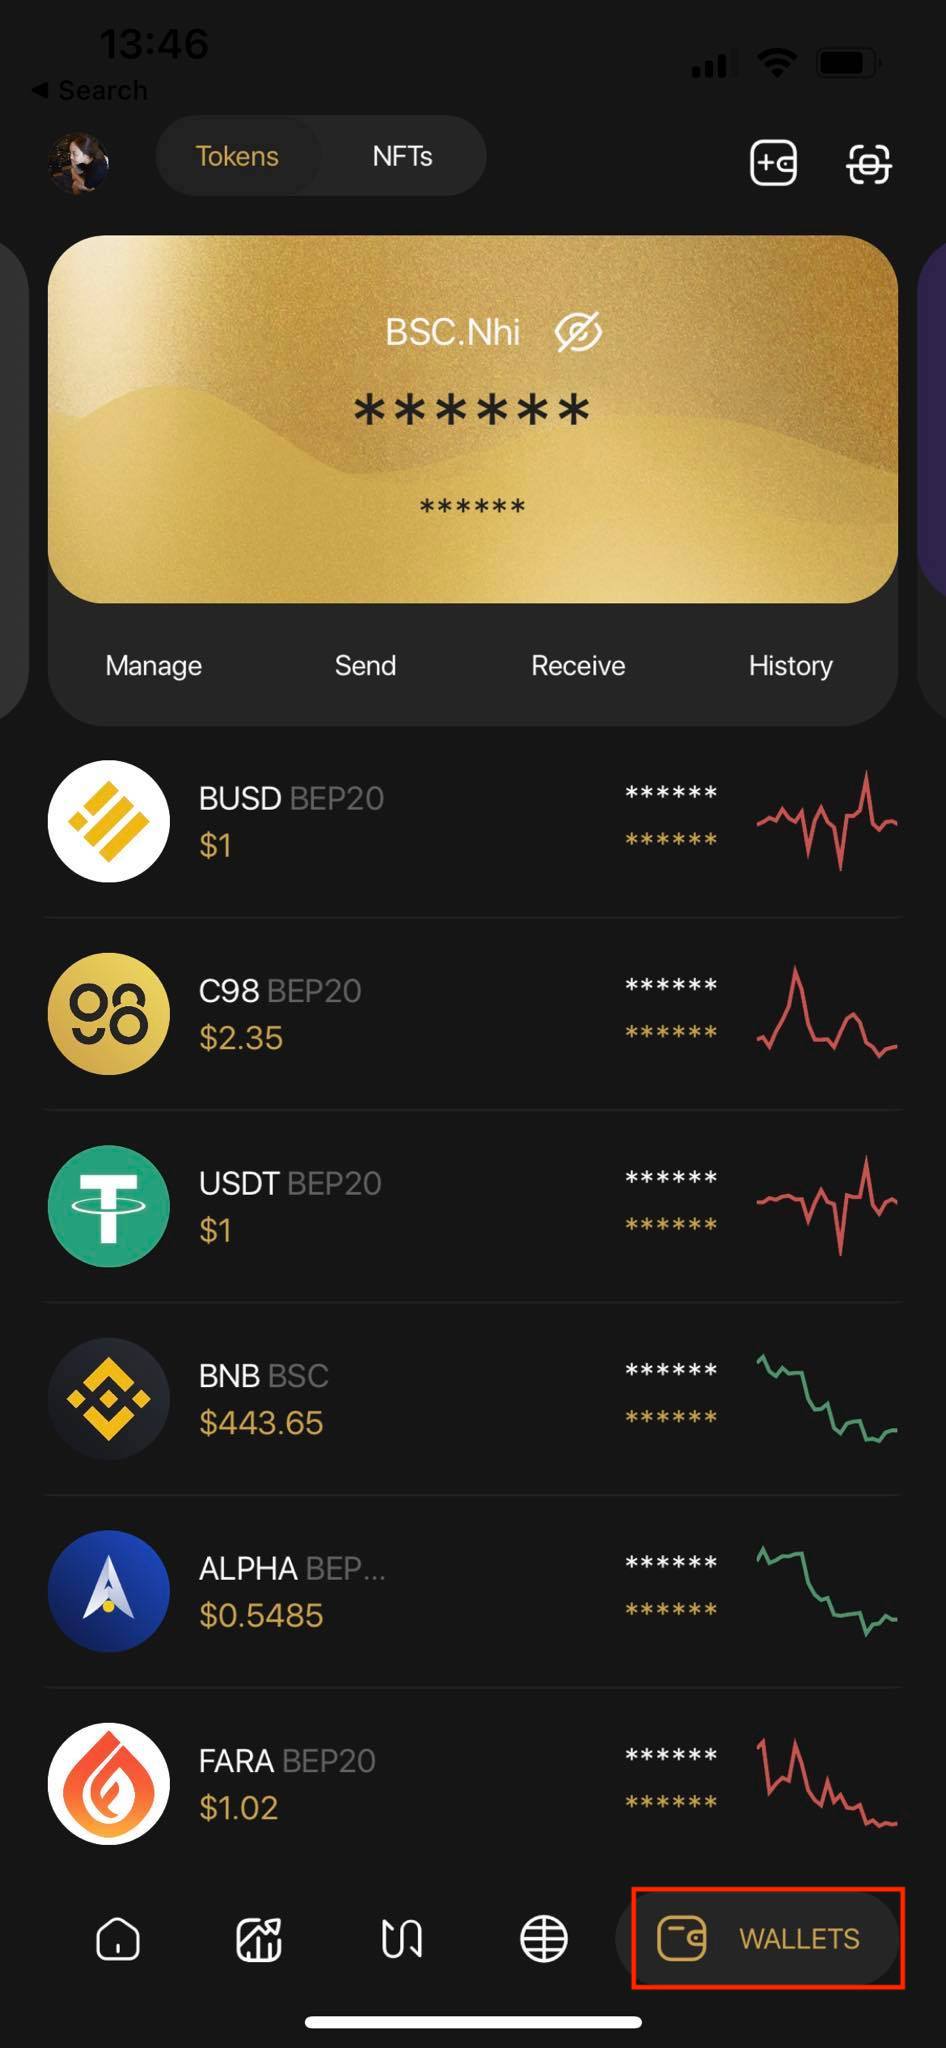 13:46
◀ Search
Tokens NFTs
BSC.Nhi
******
******
Manage Send Receive History
BUSD BEP20 ******
$1 ******
C98 BEP20 ******
$2.35 ******
USDT BEP20 ******
$1 ******
BNB BSC ******
$443.65 ******
ALPHA BEP... ******
$0.5485 ******
FARA BEP20 ******
$1.02 ******
WALLETS